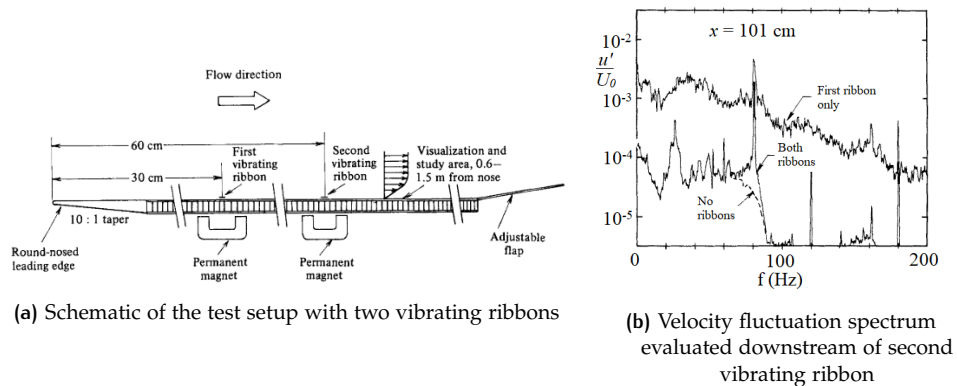 Flow direction
60 cm
30 cm
First
vibrating
ribbon
Second
vibrating
ribbon
Visualization and
study area, 0.6–
1.5 m from nose
10 : 1 taper
Round-nosed
leading edge
Permanent
magnet
Permanent
magnet
Adjustable
flap
(a) Schematic of the test setup with two vibrating ribbons
x = 101 cm
u'
U0
10-2
10-3
10-4
10-5
First ribbon
only
Both
ribbons
No
ribbons
0
100
200
f (Hz)
(b) Velocity fluctuation spectrum
evaluated downstream of second
vibrating ribbon